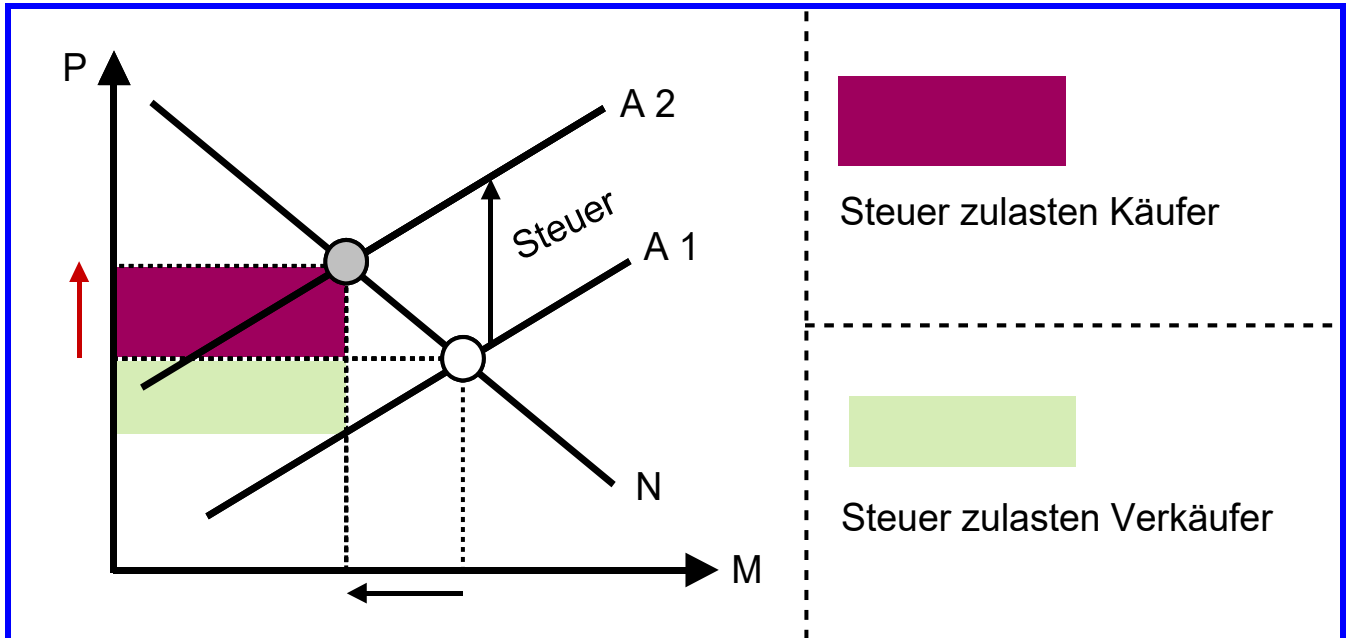 P
A 2
Steuer
A 1
N
M
Steuer zulasten Käufer
Steuer zulasten Verkäufer